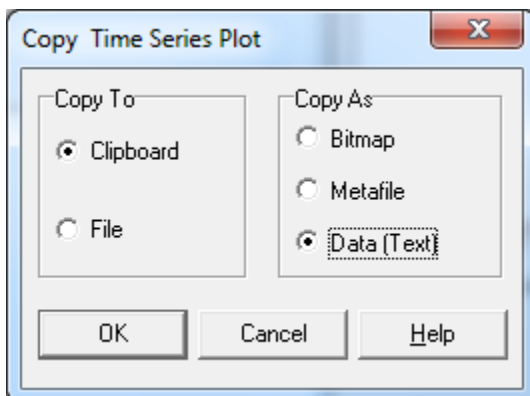 Copy Time Series Plot
Copy To
Clipboard
File
Copy As
Bitmap
Metafile
Data (Text)
OK
Cancel
Help